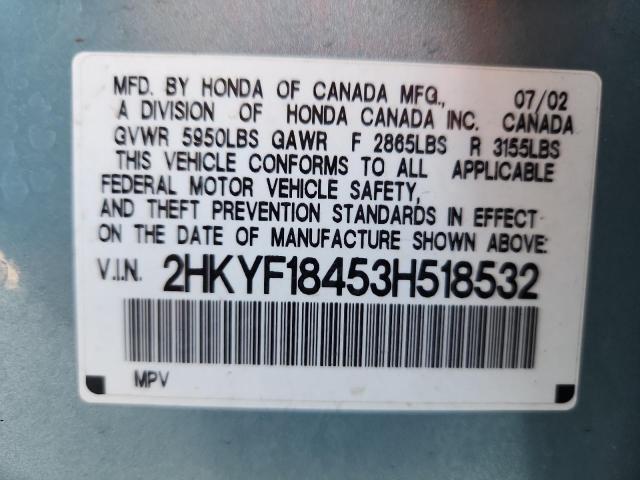 MFD. BY HONDA OF CANADA MFG., 07/02
A DIVISION OF HONDA CANADA INC. CANADA
GVWR 5950LBS GAWR F 2865LBS R 3155LBS
THIS VEHICLE CONFORMS TO ALL APPLICABLE
FEDERAL MOTOR VEHICLE SAFETY,
AND THEFT PREVENTION STANDARDS IN EFFECT
ON THE DATE OF MANUFACTURE SHOWN ABOVE.
V.I.N. 2HKYF18453H518532
MPV